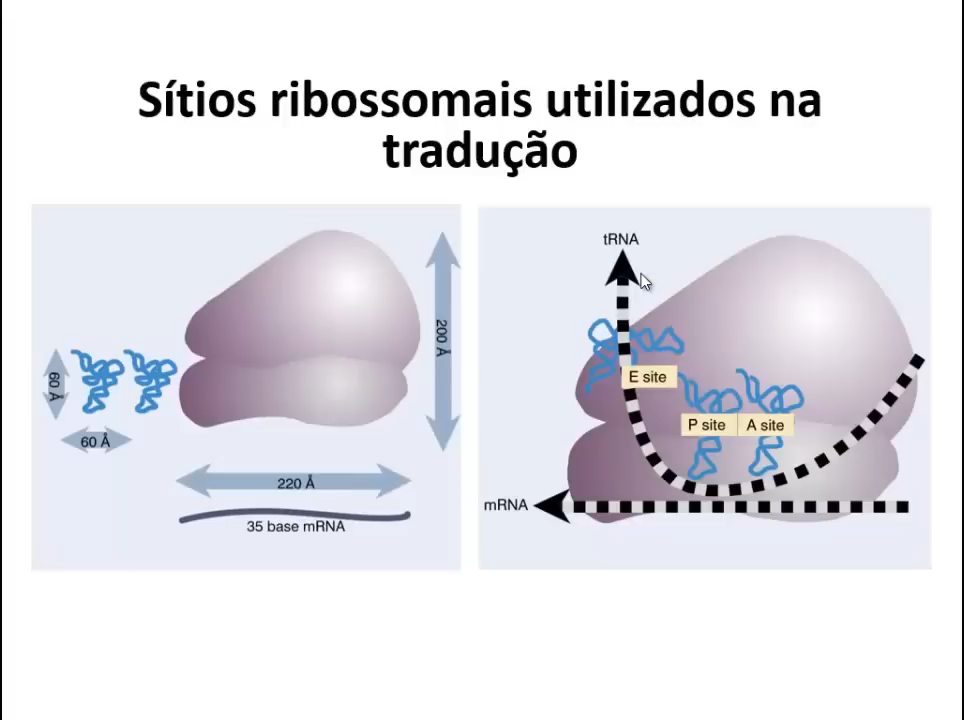 Sítios ribossomais utilizados na
tradução
200 Å
60 Å
60 Å
220 Å
35 base mRNA
tRNA
E site
P site
A site
mRNA